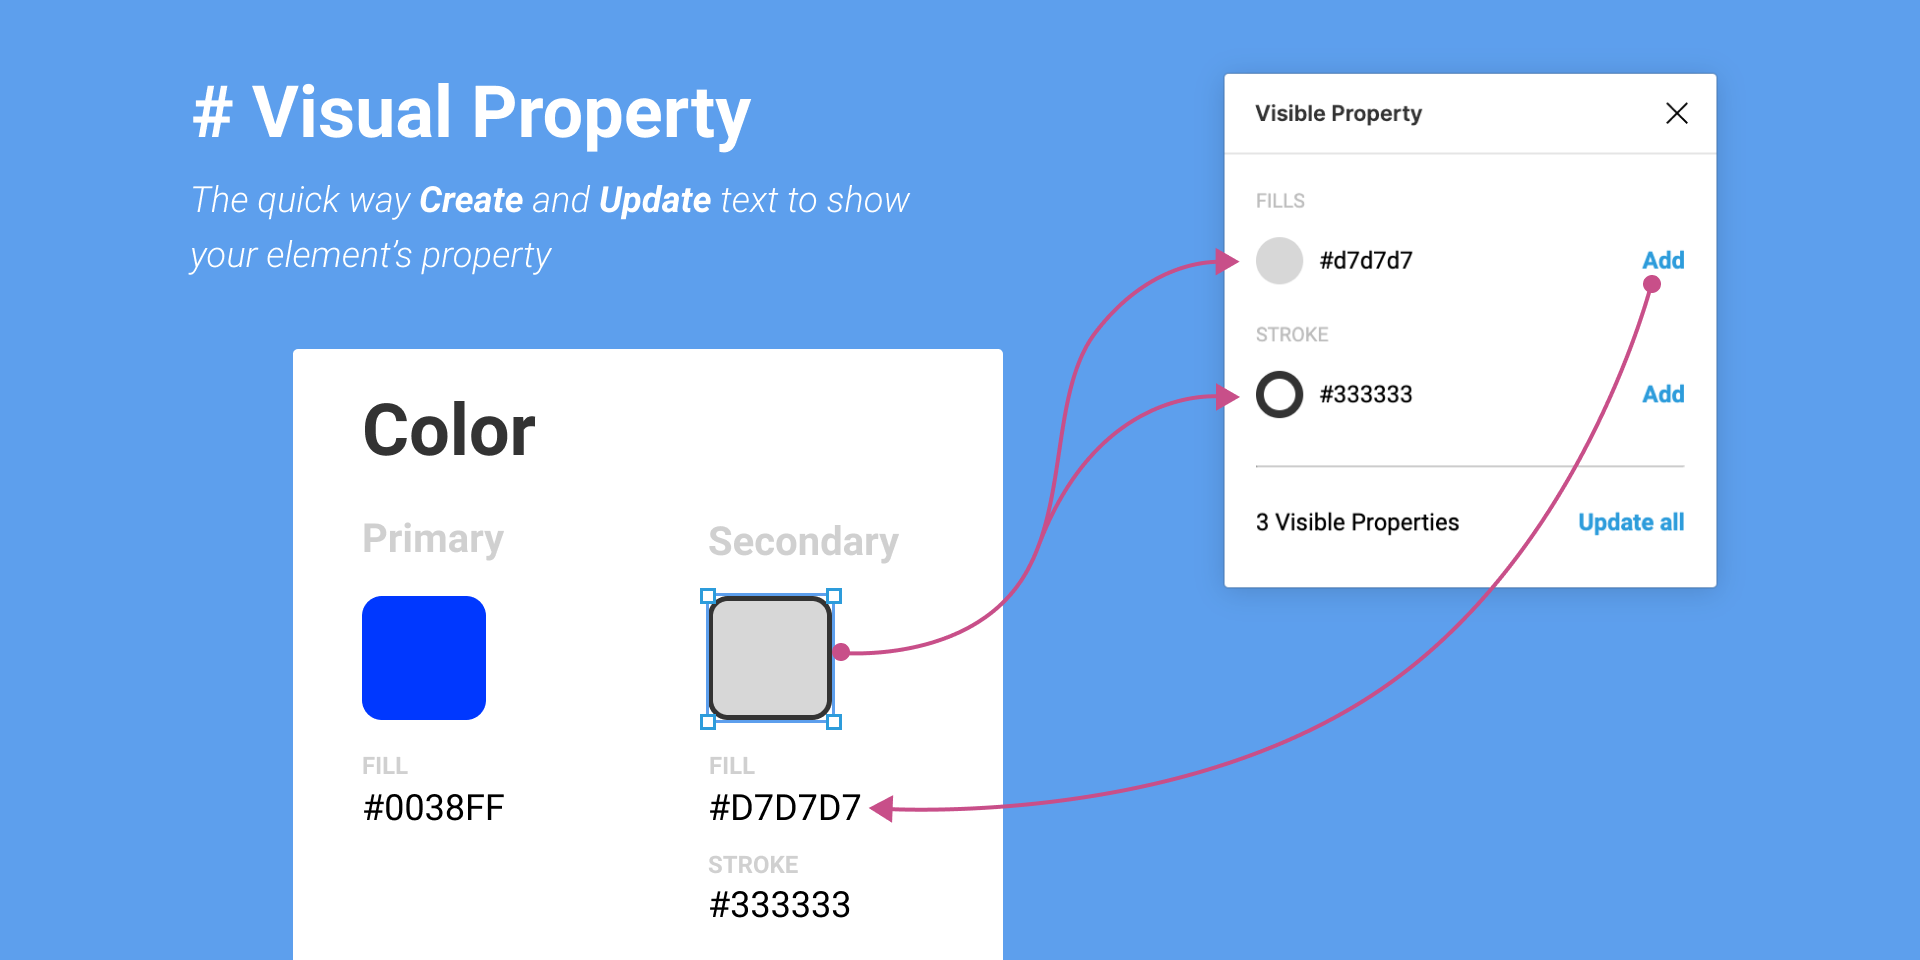 # Visual Property
The quick way Create and Update text to show
your element's property
Color
Primary
#0038FF
FILL
Secondary
FILL
#D7D7D7
STROKE
#333333
Visible Property
FILLS
#d7d7d7 Add
STROKE
#333333 Add
3 Visible Properties Update all